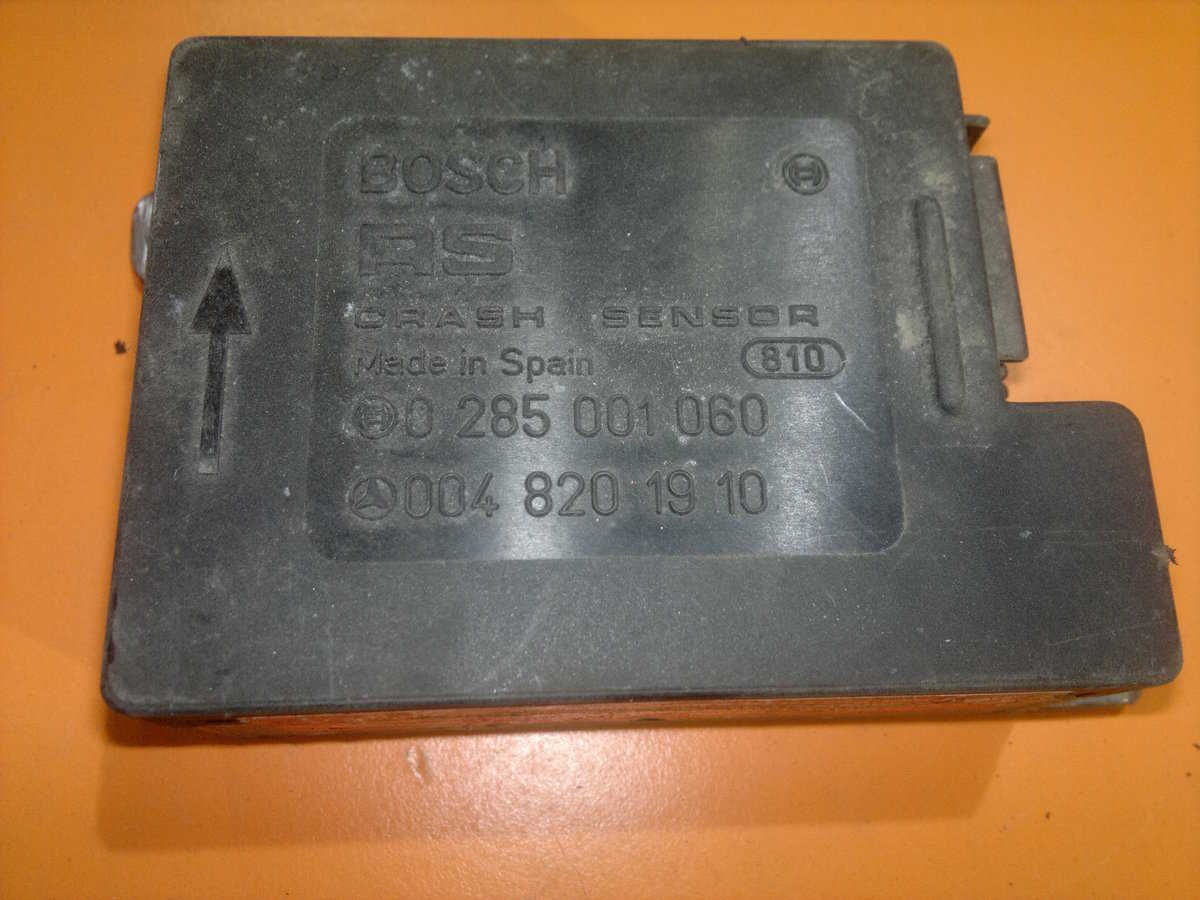 BOSCH
RS
CRASH SENSOR
Made in Spain 810
0 285 001 060
004 820 19 10